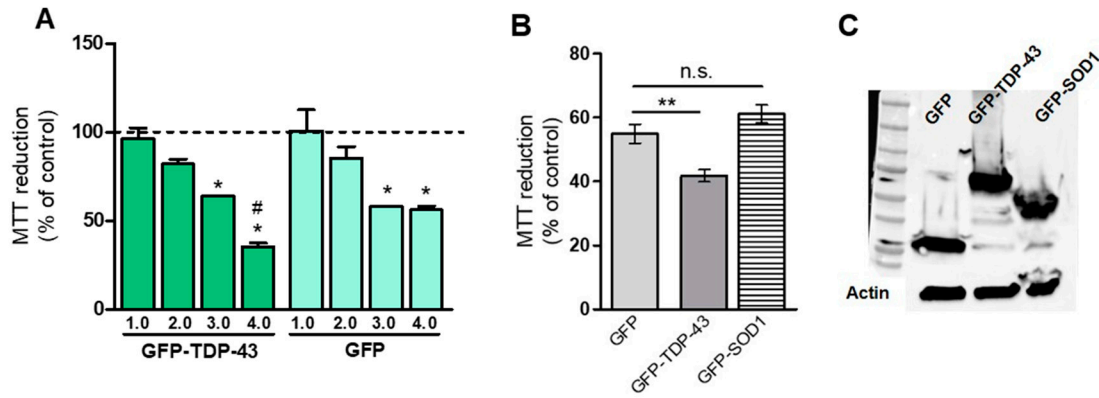 A
MTT reduction
(% of control)
150
100
50
0
*
#
*
*
*
1.0 2.0 3.0 4.0 1.0 2.0 3.0 4.0
GFP-TDP-43 GFP
B
MTT reduction
(% of control)
80
60
40
20
0
n.s.
**
GFP
GFP-TDP-43
GFP-SOD1
C
GFP
GFP-TDP-43
GFP-SOD1
Actin